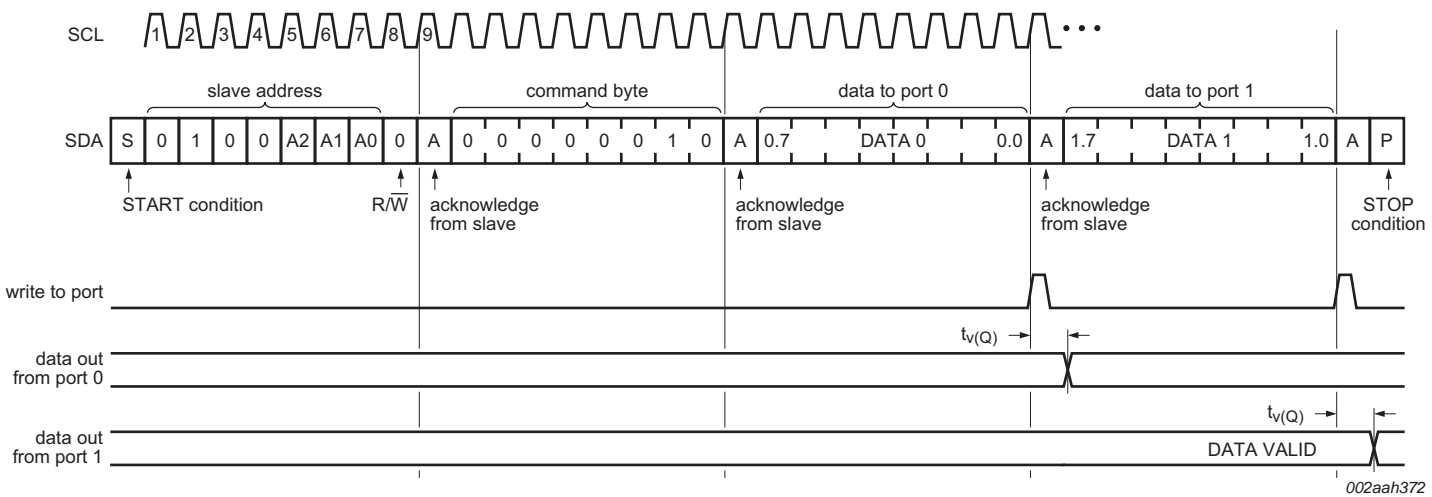 SCL 1 2 3 4 5 6 7 8 9 •••
slave address command byte data to port 0 data to port 1
SDA S 0 1 0 0 A2 A1 A0 0 A 0 0 0 0 0 0 1 0 A 0.7 DATA 0 0.0 A 1.7 DATA 1 1.0 A P
START condition R/W̅ acknowledge acknowledge acknowledge STOP
from slave from slave from slave condition
write to port
tv(Q)
data out
from port 0
tv(Q)
data out
from port 1 DATA VALID
002aah372